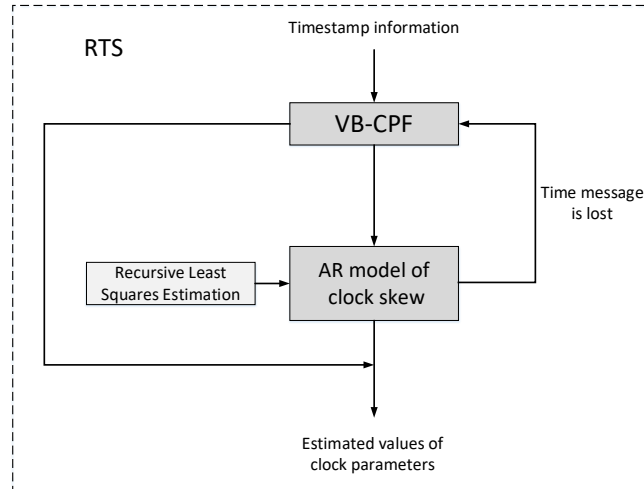 Timestamp information
RTS
VB-CPF
Time message
is lost
Recursive Least
Squares Estimation
AR model of
clock skew
Estimated values of
clock parameters